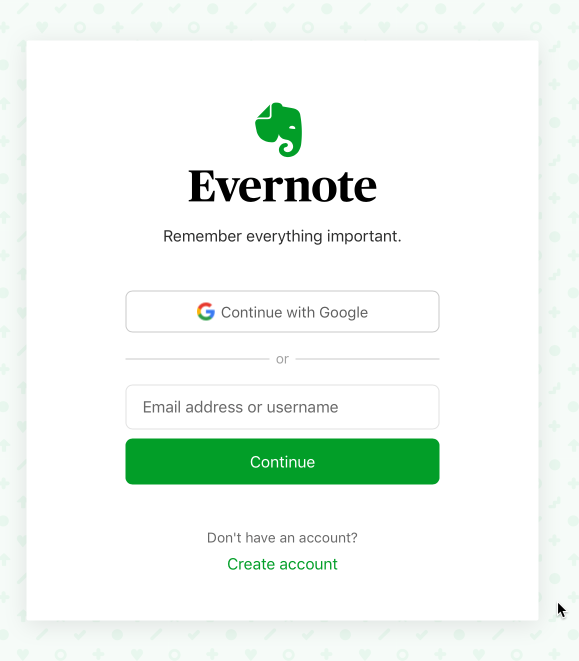 Evernote
Remember everything important.
Continue with Google
or
Email address or username
Continue
Don't have an account?
Create account